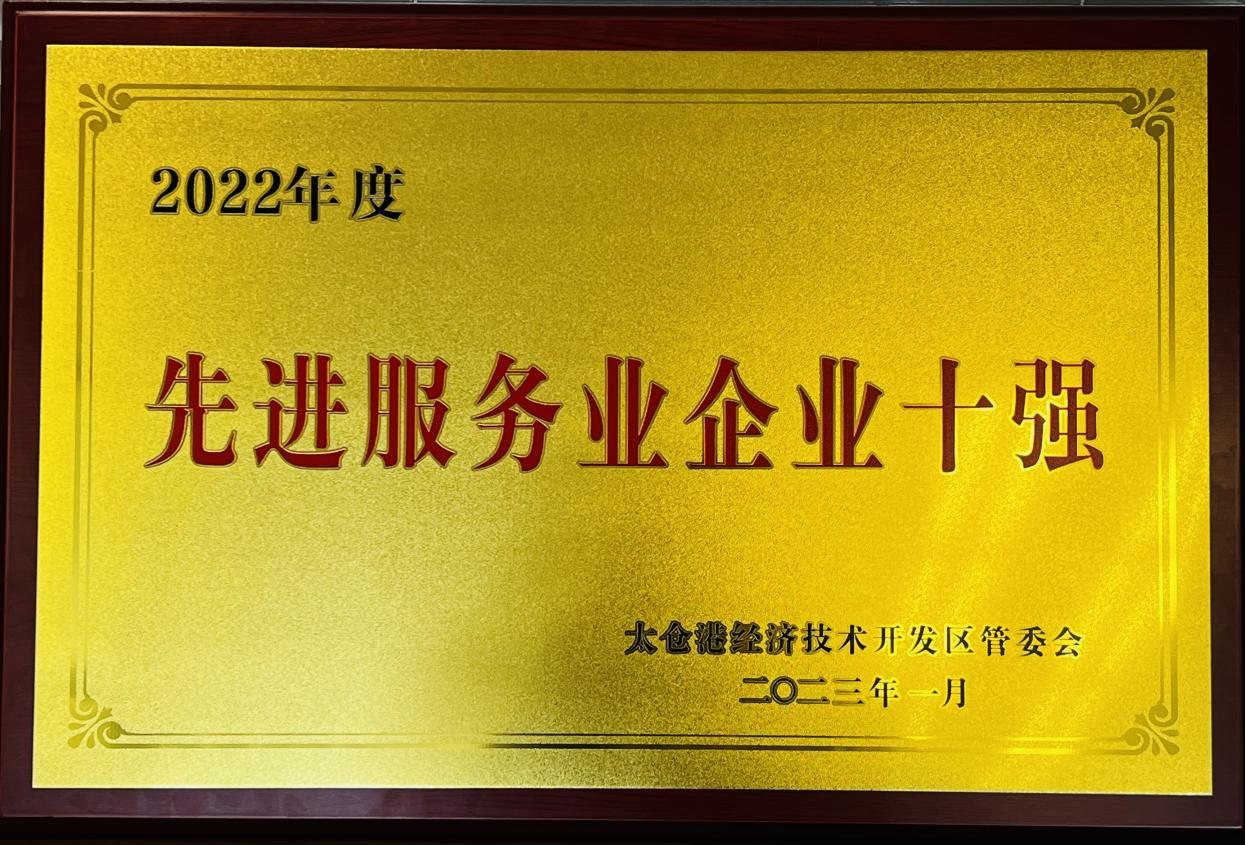 2022年度
先进服务业企业十强
太仓港经济技术开发区管委会
二〇二三年一月